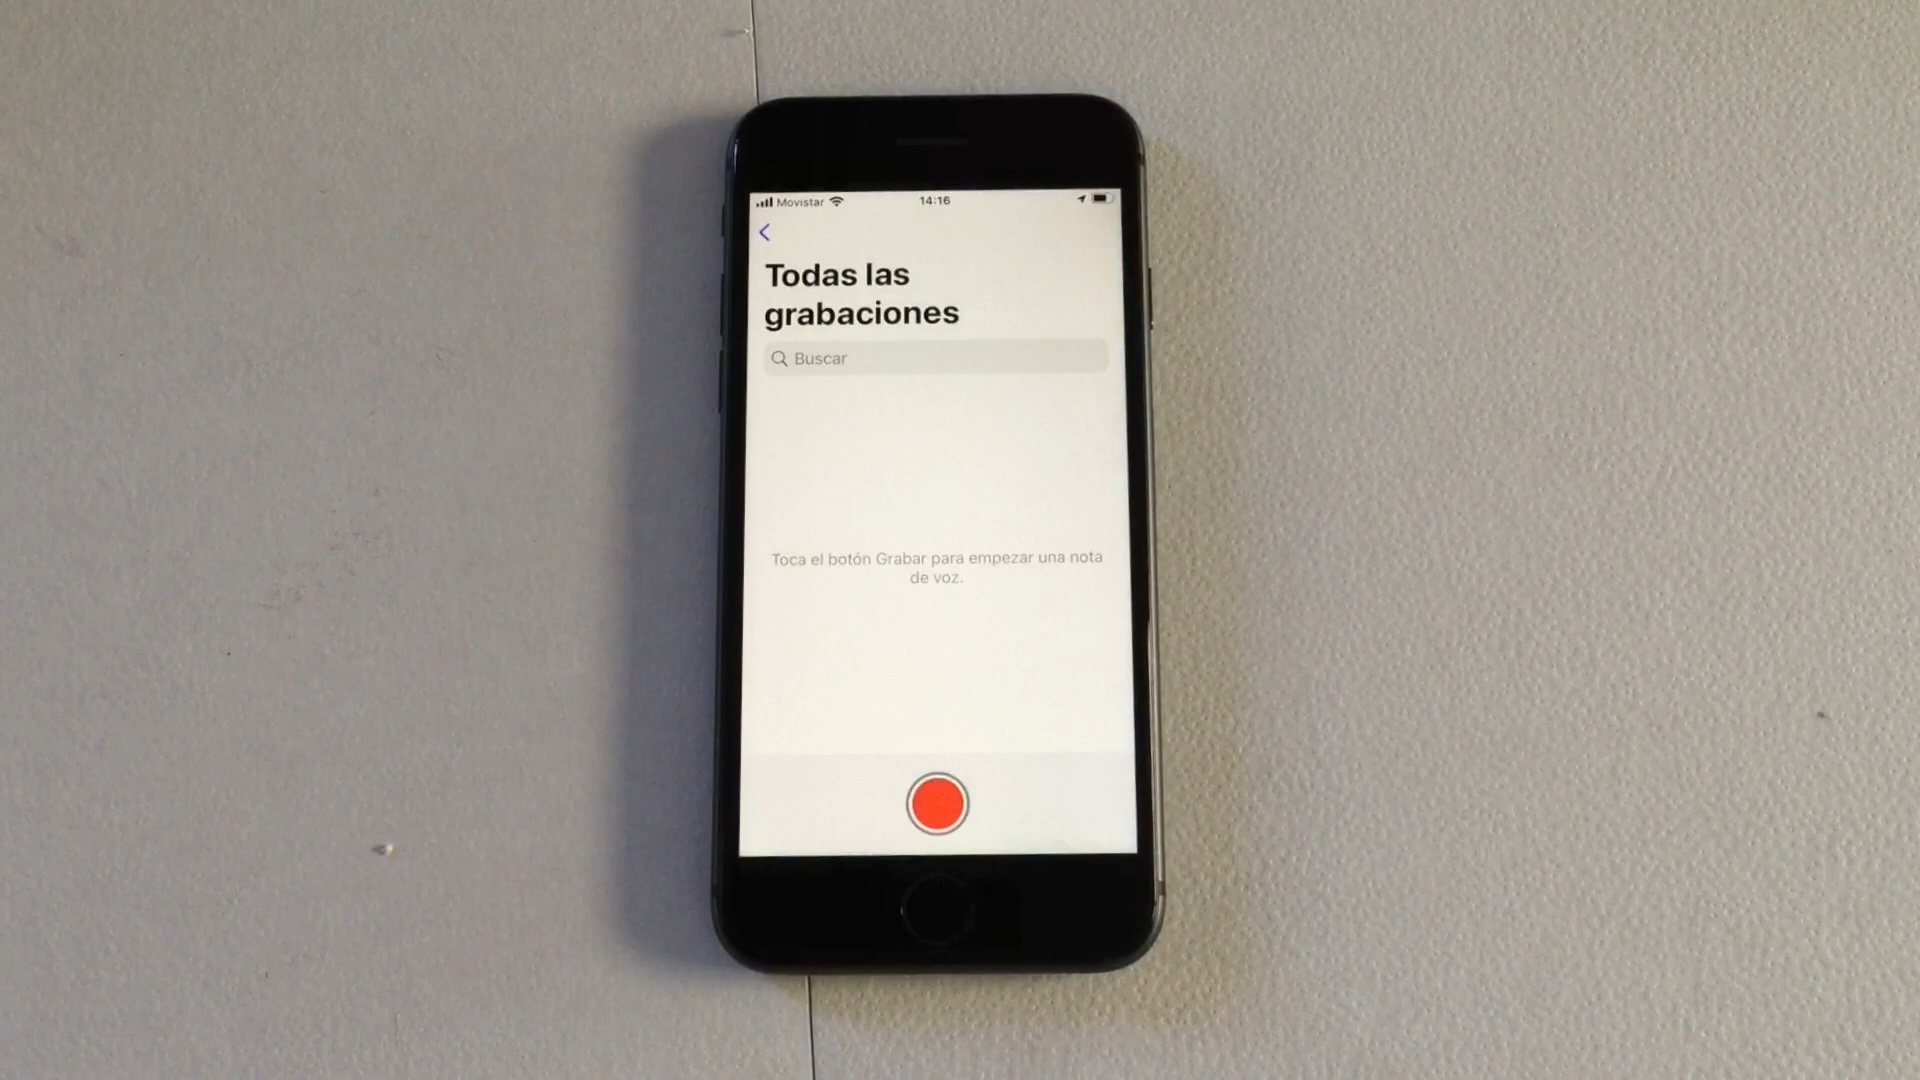 Movistar 14:16
Todas las
grabaciones
Buscar
Toca el botón Grabar para empezar una nota
de voz.